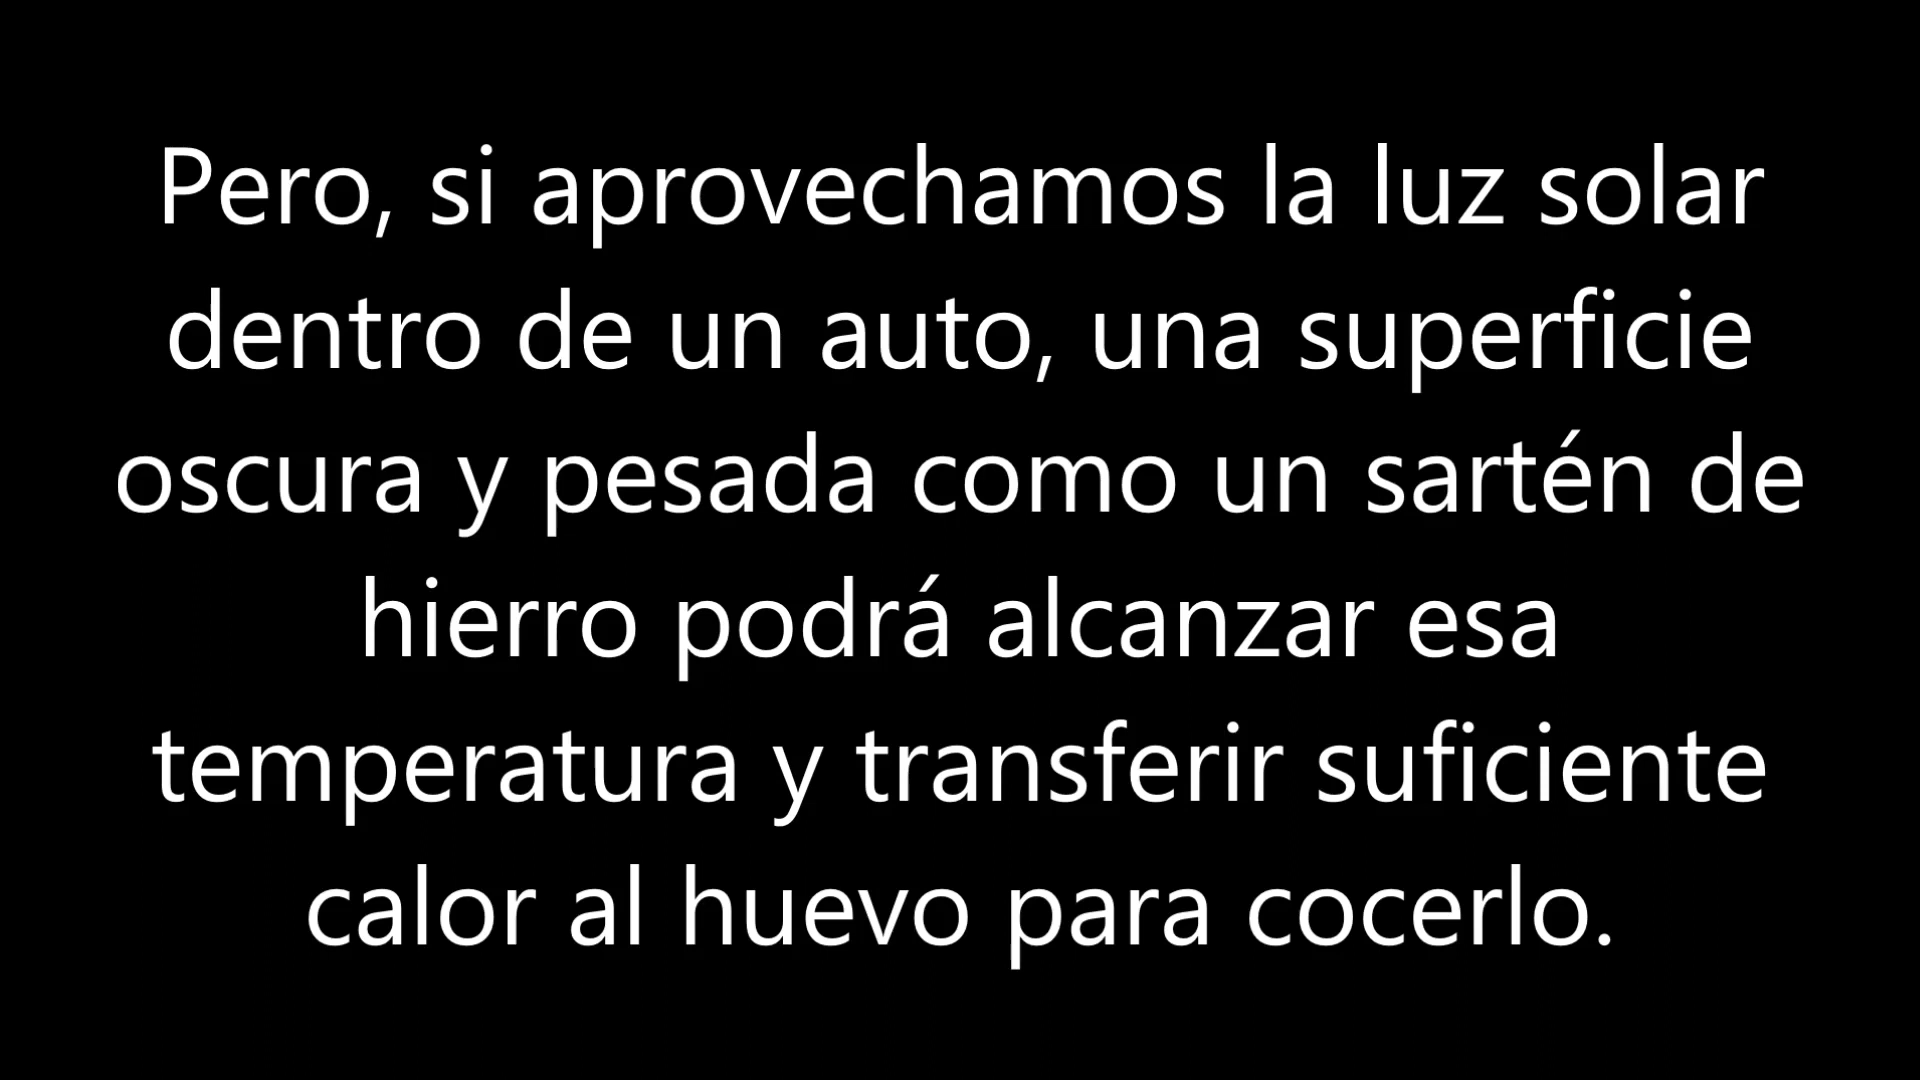 Pero, si aprovechamos la luz solar
dentro de un auto, una superficie
oscura y pesada como un sartén de
hierro podrá alcanzar esa
temperatura y transferir suficiente
calor al huevo para cocerlo.